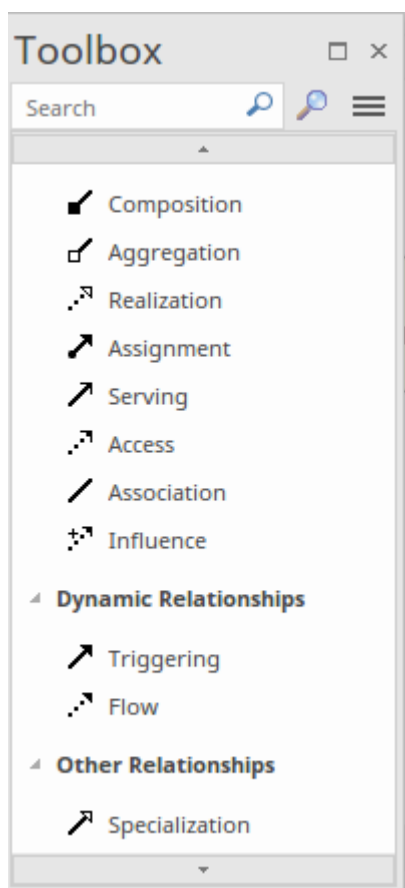 Toolbox
Search
Composition
Aggregation
Realization
Assignment
Serving
Access
Association
Influence
Dynamic Relationships
Triggering
Flow
Other Relationships
Specialization